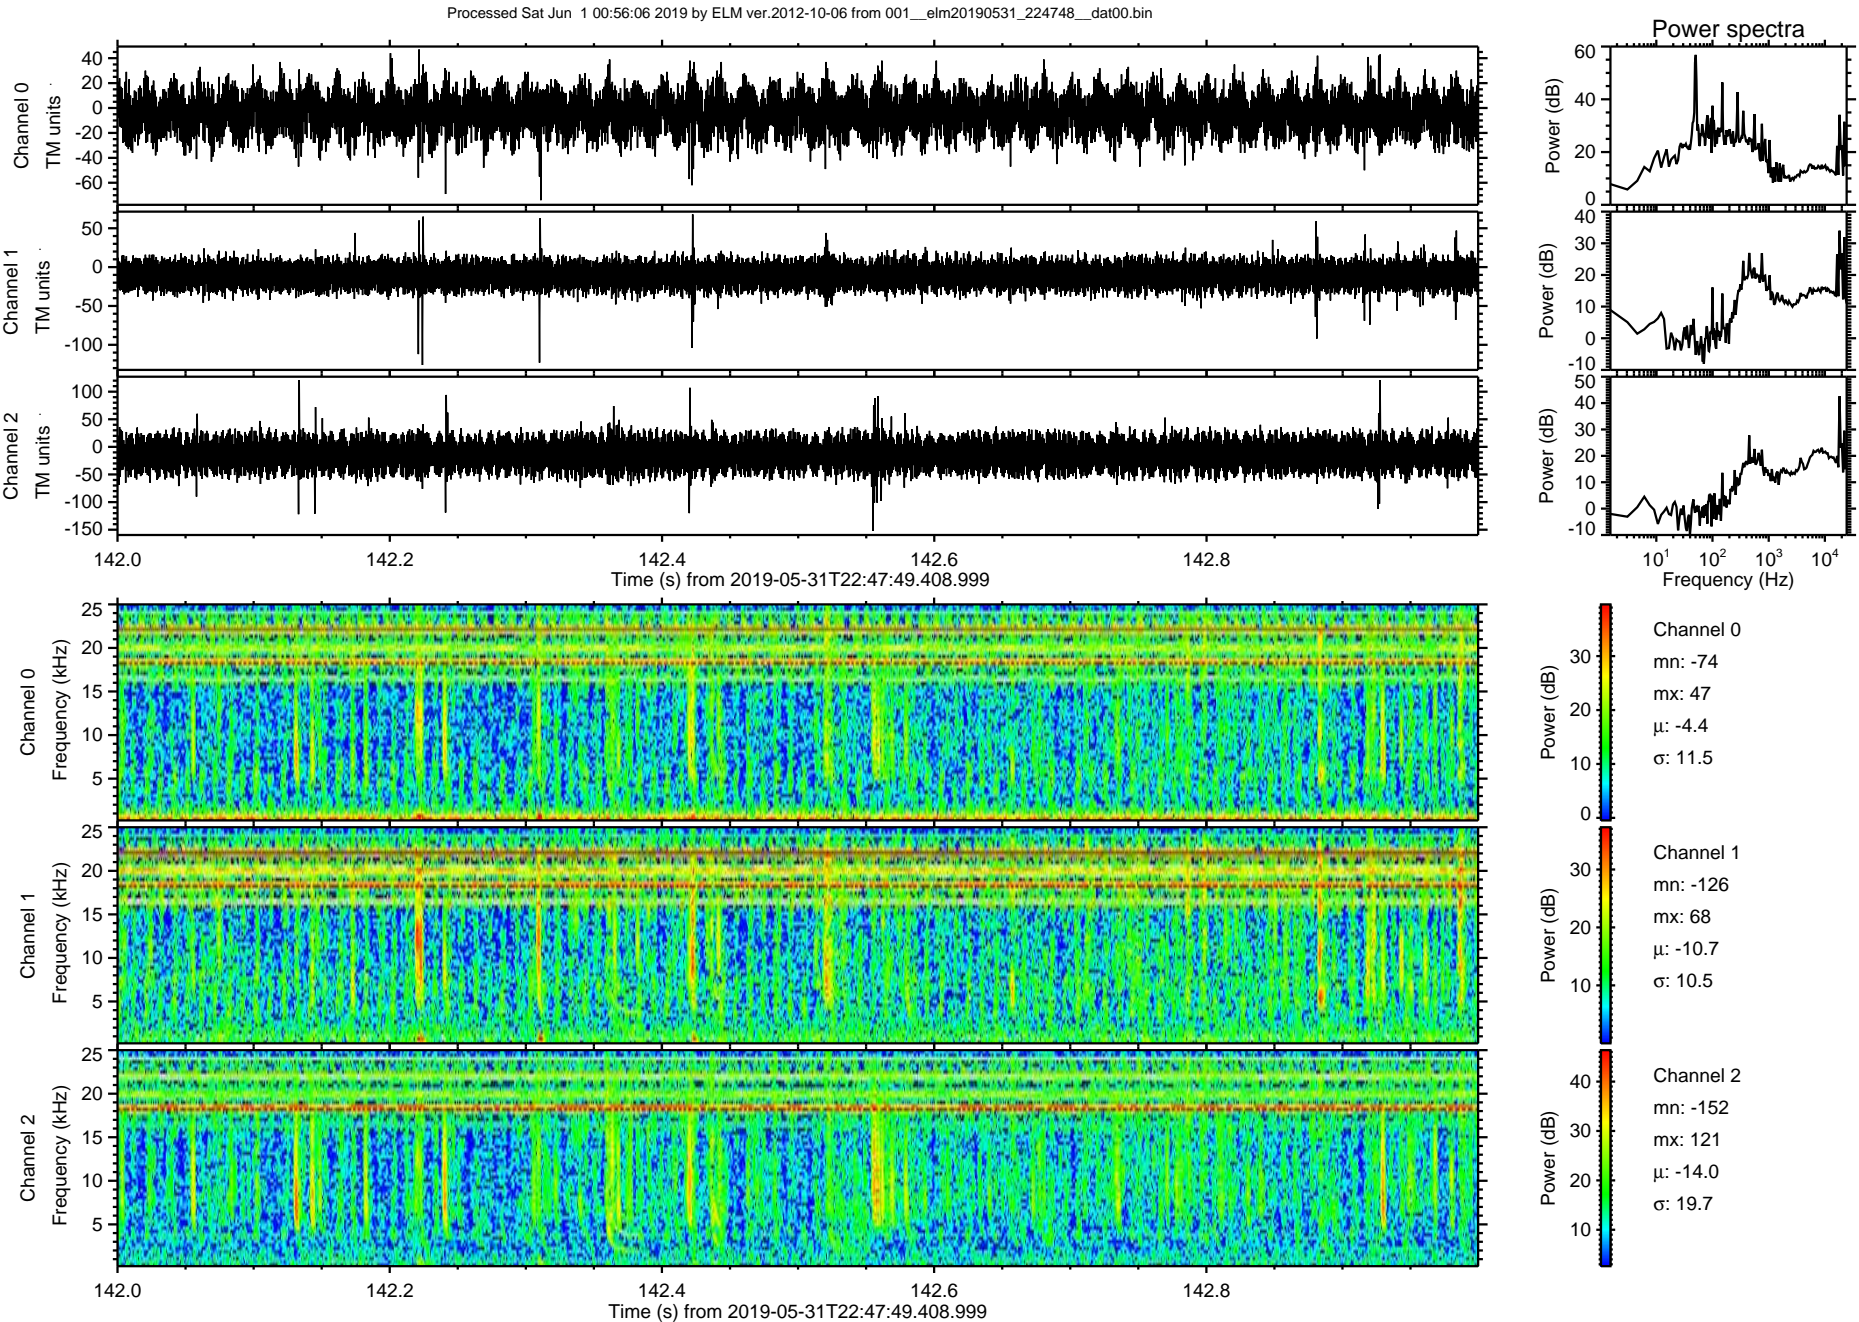 Processed Sat Jun  1 00:56:06 2019 by ELM ver.2012-10-06 from 001__elm20190531_224748__dat00.bin
Power spectra
Channel 0
TM units
40
20
0
-20
-40
-60
Power (dB)
60
40
20
0
Channel 1
TM units
50
0
-50
-100
Power (dB)
40
30
20
10
0
-10
Channel 2
TM units
100
50
0
-50
-100
-150
Power (dB)
50
40
30
20
10
0
-10
142.0 142.2 142.4 142.6 142.8
Time (s) from 2019-05-31T22:47:49.408.999
10^1 10^2 10^3 10^4
Frequency (Hz)
Channel 0
Frequency (kHz)
25
20
15
10
5
Power (dB)
30
20
10
0
Channel 0
mn: -74
mx: 47
µ: -4.4
σ: 11.5
Channel 1
Frequency (kHz)
25
20
15
10
5
Power (dB)
30
20
10
Channel 1
mn: -126
mx: 68
µ: -10.7
σ: 10.5
Channel 2
Frequency (kHz)
25
20
15
10
5
Power (dB)
40
30
20
10
Channel 2
mn: -152
mx: 121
µ: -14.0
σ: 19.7
142.0 142.2 142.4 142.6 142.8
Time (s) from 2019-05-31T22:47:49.408.999